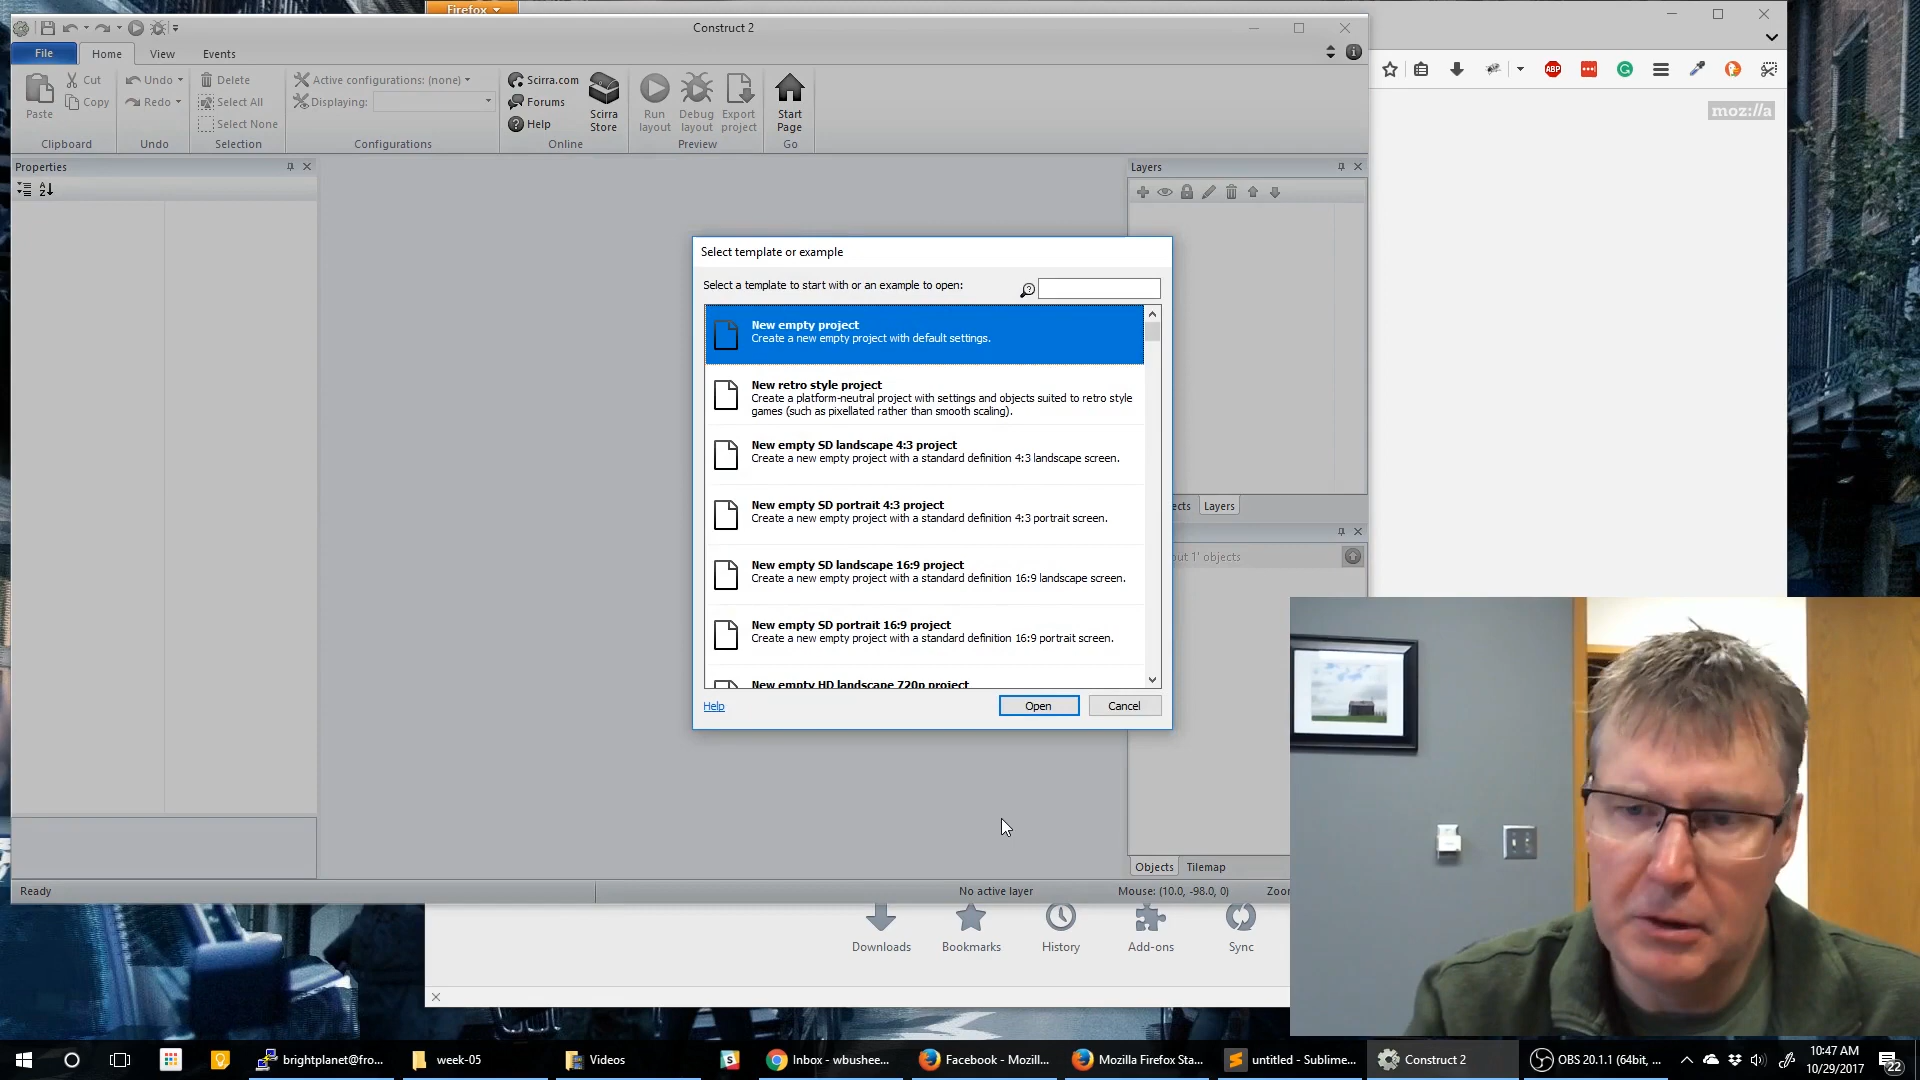 Firefox
Construct 2
File
Home
View
Events
Paste
Cut
Copy
Clipboard
Undo
Redo
Undo
Delete
Select All
Select None
Selection
Active configurations: (none)
Displaying:
Configurations
Scirra.com
Forums
Help
Scirra
Store
Online
Run
layout
Debug
layout
Export
project
Preview
Start
Page
Go
ABP
moz://a
Properties
Layers
Select template or example
Select a template to start with or an example to open:
New empty project
Create a new empty project with default settings.
New retro style project
Create a platform-neutral project with settings and objects suited to retro style
games (such as pixellated rather than smooth scaling).
New empty SD landscape 4:3 project
Create a new empty project with a standard definition 4:3 landscape screen.
New empty SD portrait 4:3 project
Create a new empty project with a standard definition 4:3 portrait screen.
New empty SD landscape 16:9 project
Create a new empty project with a standard definition 16:9 landscape screen.
New empty SD portrait 16:9 project
Create a new empty project with a standard definition 16:9 portrait screen.
New empty HD landscape 720p project
Help
Open
Cancel
ects
Layers
out 1' objects
Objects
Tilemap
Ready
No active layer
Mouse: (10.0, -98.0, 0)
Zoo
Downloads
Bookmarks
History
Add-ons
Sync
brightplanet@fro...
week-05
Videos
Inbox - wbushee...
Facebook - Mozill...
Mozilla Firefox Sta...
untitled - Sublime...
Construct 2
OBS 20.1.1 (64bit, ...
10:47 AM
10/29/2017
22